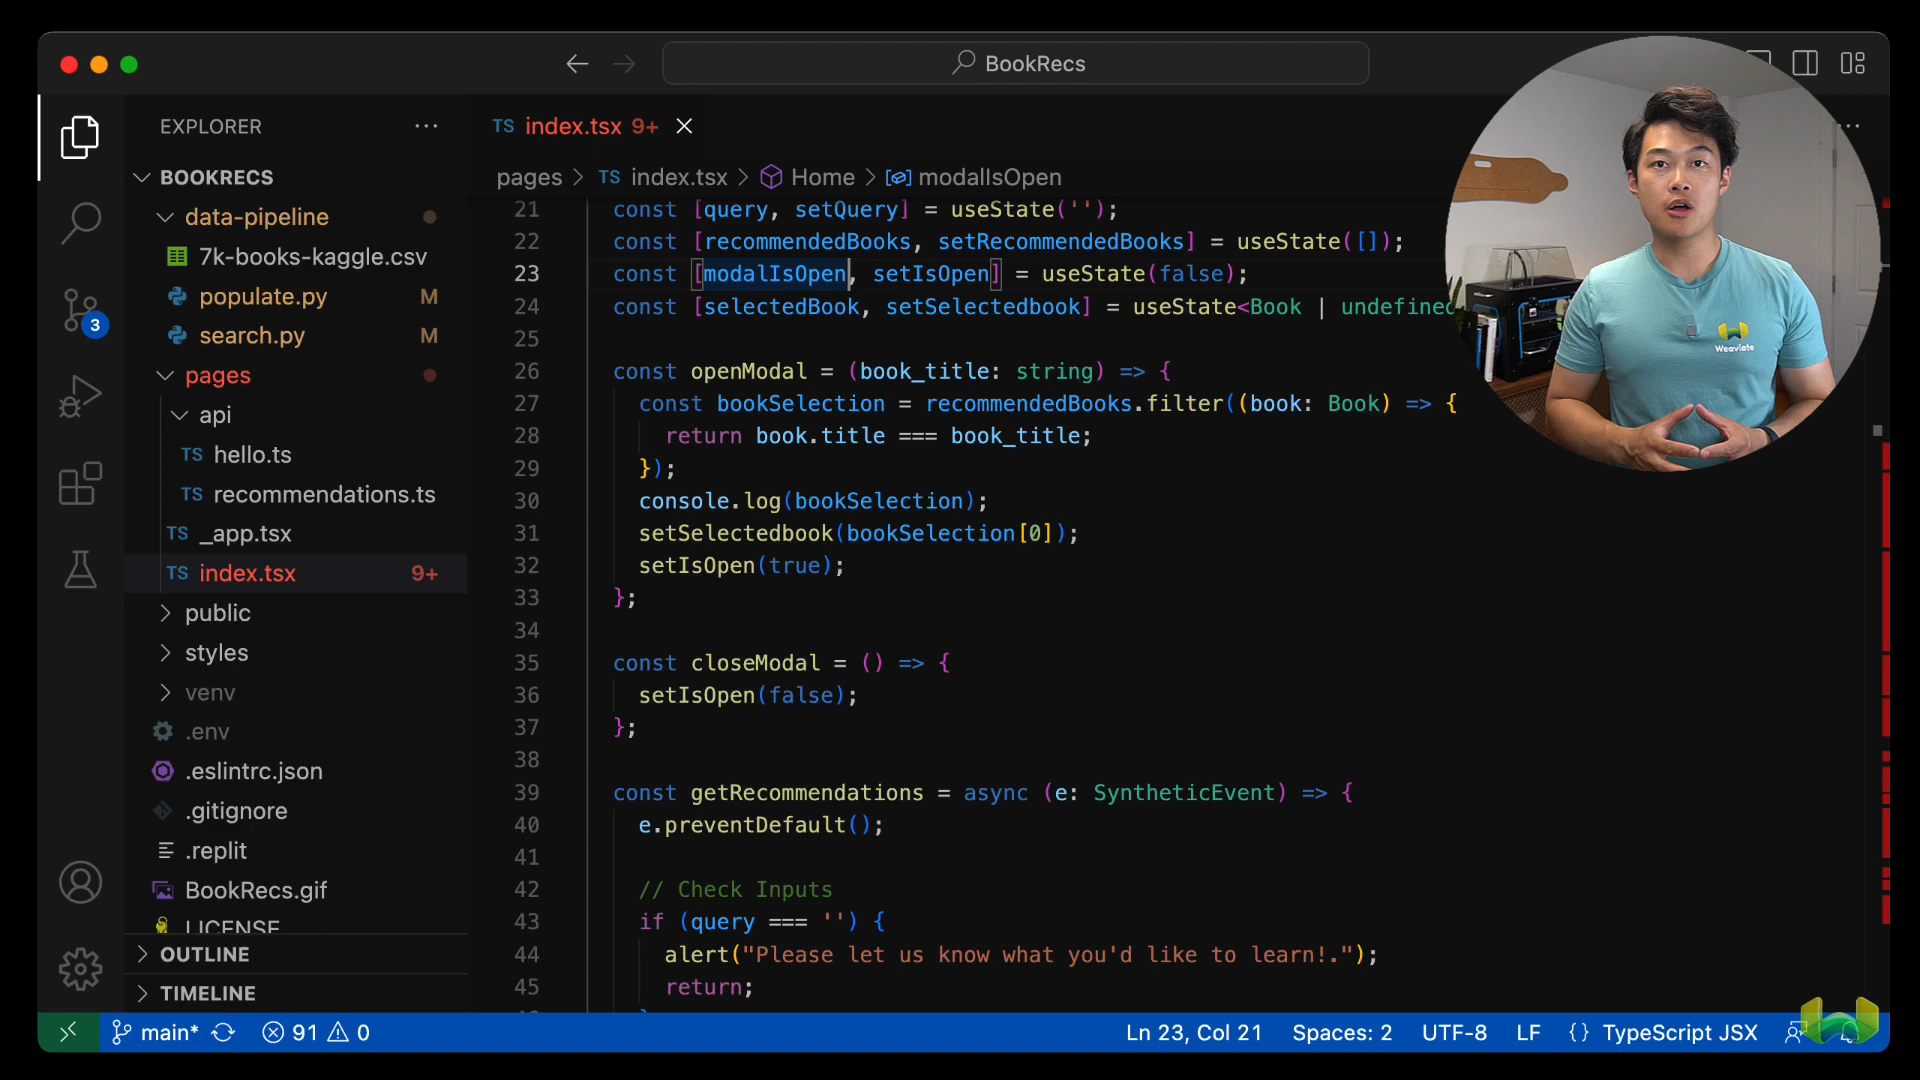 BookRecs
EXPLORER
BOOKRECS
data-pipeline
7k-books-kaggle.csv
populate.py M
search.py M
pages
api
TS hello.ts
TS recommendations.ts
TS _app.tsx
TS index.tsx 9+
public
styles
venv
.env
.eslintrc.json
.gitignore
.replit
BookRecs.gif
LICENSE
OUTLINE
TIMELINE
3
TS index.tsx 9+
pages > TS index.tsx > Home > modalIsOpen
21 const [query, setQuery] = useState('');
22 const [recommendedBooks, setRecommendedBooks] = useState([]);
23 const [modalIsOpen, setIsOpen] = useState(false);
24 const [selectedBook, setSelectedbook] = useState<Book | undefined
25
26 const openModal = (book_title: string) => {
27 const bookSelection = recommendedBooks.filter((book: Book) => {
28 return book.title === book_title;
29 });
30 console.log(bookSelection);
31 setSelectedbook(bookSelection[0]);
32 setIsOpen(true);
33 };
34
35 const closeModal = () => {
36 setIsOpen(false);
37 };
38
39 const getRecommendations = async (e: SyntheticEvent) => {
40 e.preventDefault();
41
42 // Check Inputs
43 if (query === '') {
44 alert("Please let us know what you'd like to learn!.");
45 return;
Weaviate
main* 91 0 Ln 23, Col 21 Spaces: 2 UTF-8 LF {} TypeScript JSX